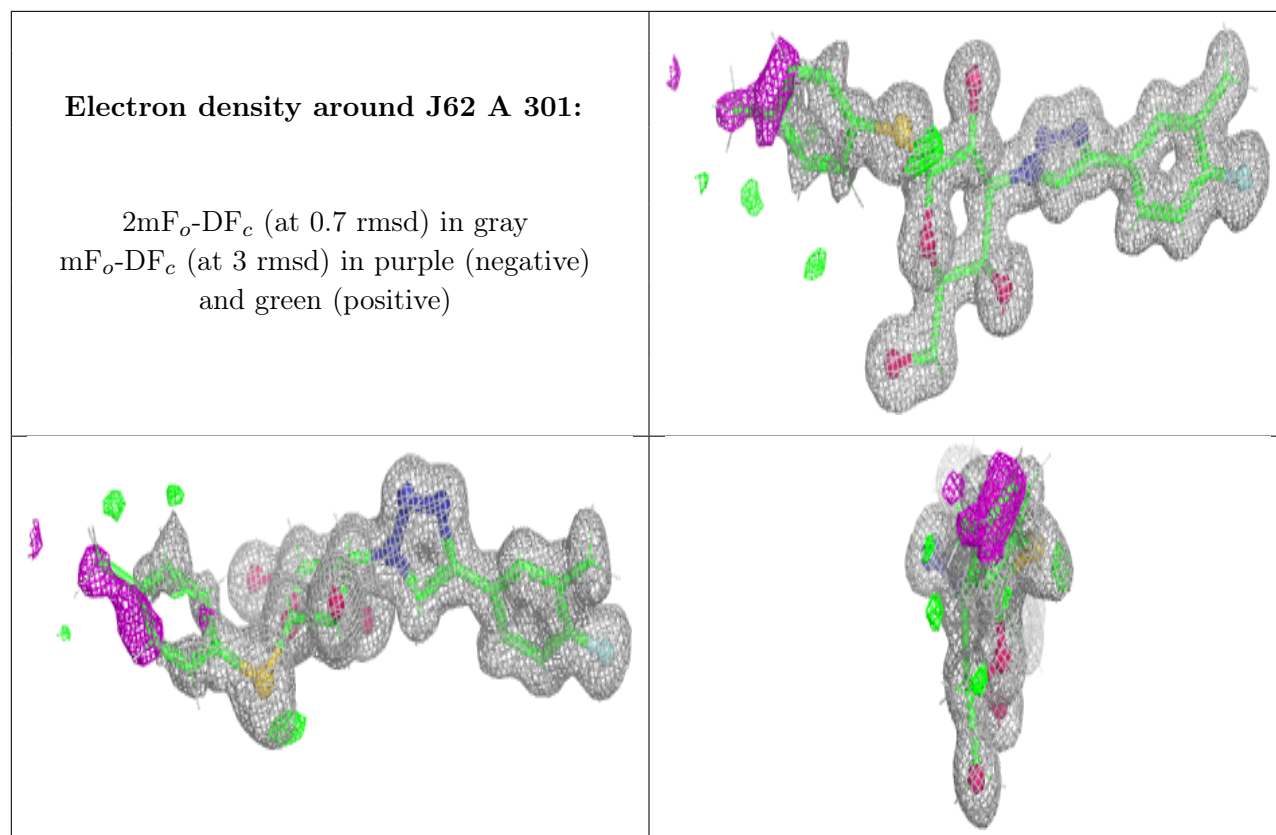 Electron density around J62 A 301:
2mFₒ-DF𝒸 (at 0.7 rmsd) in gray
mFₒ-DF𝒸 (at 3 rmsd) in purple (negative)
and green (positive)